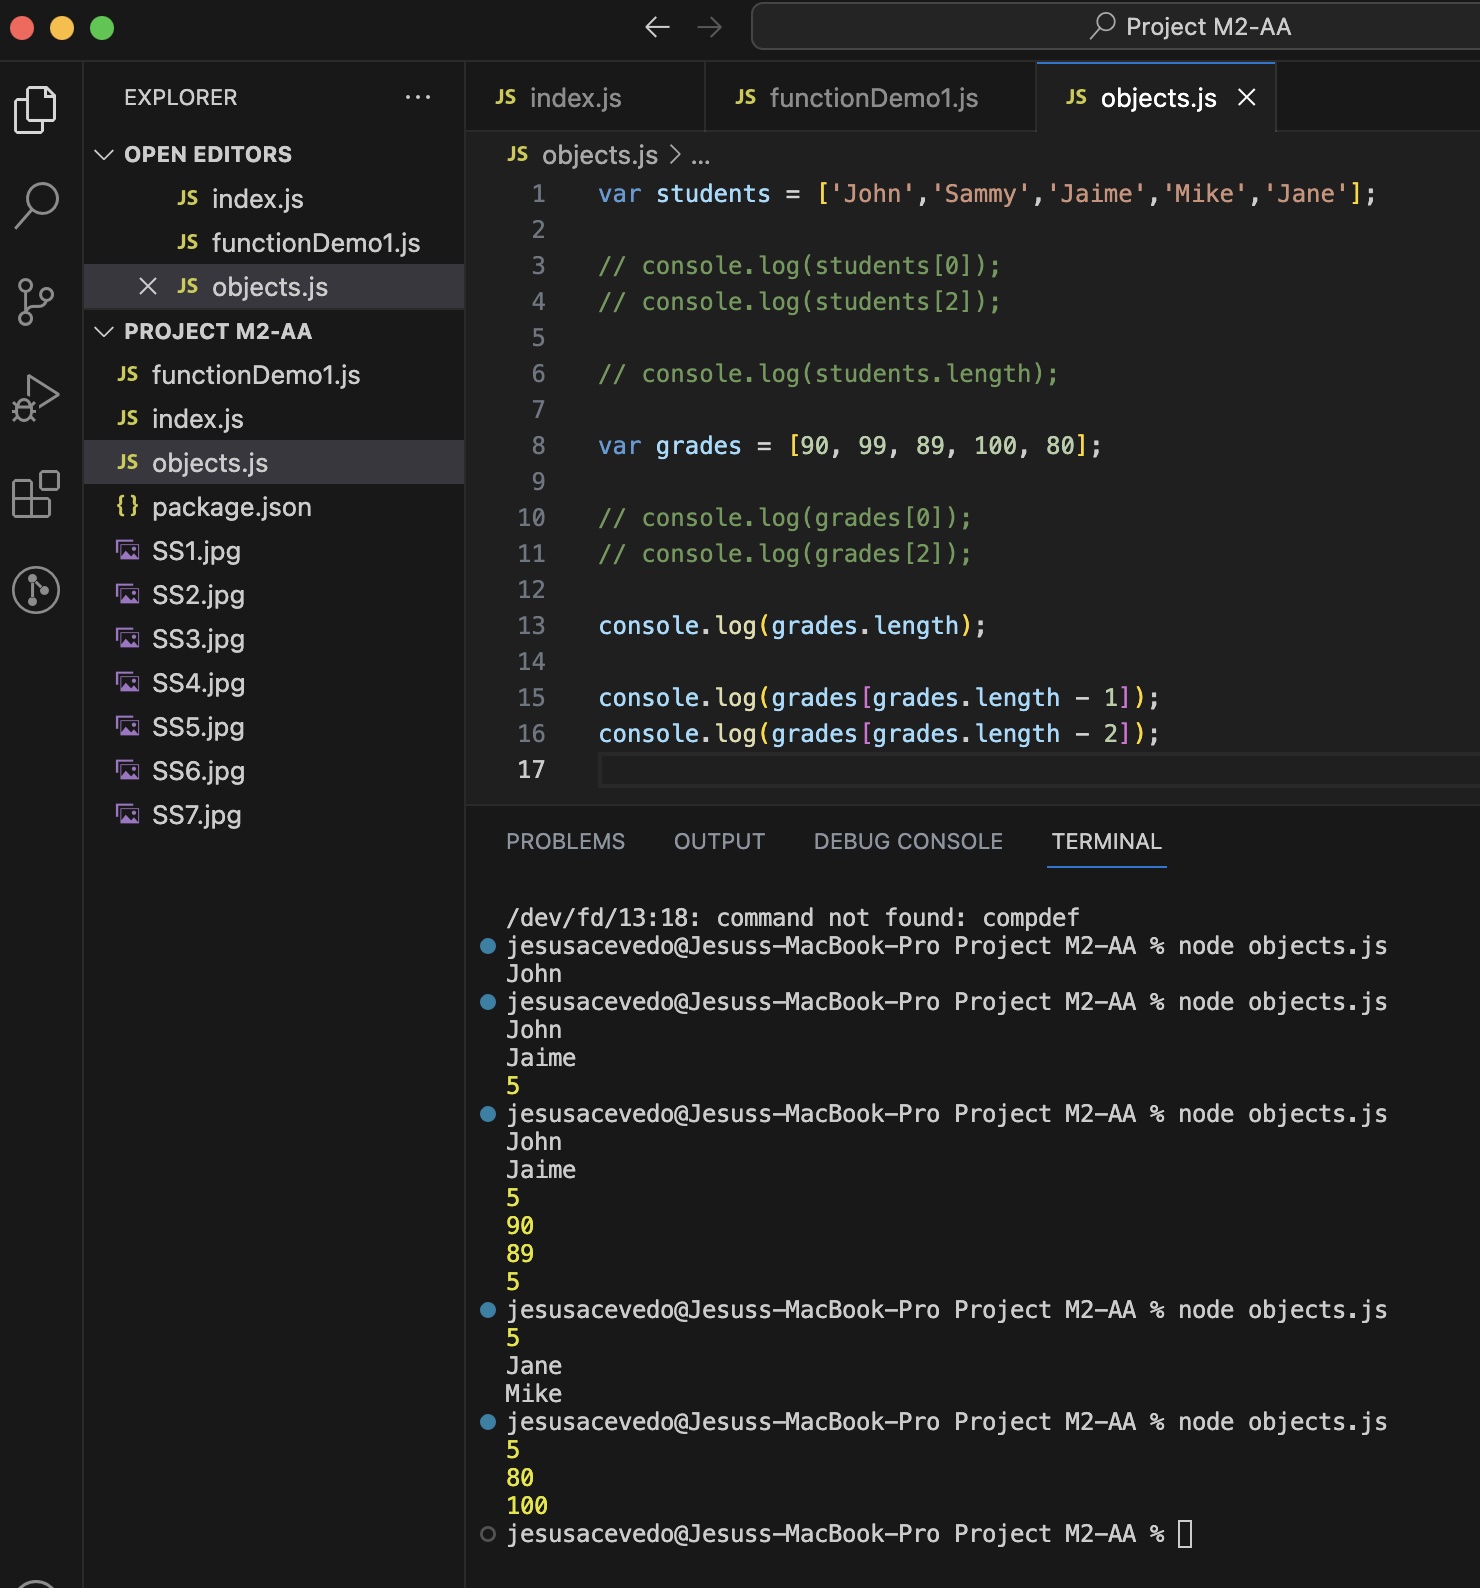 Project M2-AA
EXPLORER
OPEN EDITORS
JS index.js
JS functionDemo1.js
JS objects.js
PROJECT M2-AA
JS functionDemo1.js
JS index.js
JS objects.js
{} package.json
SS1.jpg
SS2.jpg
SS3.jpg
SS4.jpg
SS5.jpg
SS6.jpg
SS7.jpg
JS index.js
JS functionDemo1.js
JS objects.js
JS objects.js > ...
1 var students = ['John','Sammy','Jaime','Mike','Jane'];
2
3 // console.log(students[0]);
4 // console.log(students[2]);
5
6 // console.log(students.length);
7
8 var grades = [90, 99, 89, 100, 80];
9
10 // console.log(grades[0]);
11 // console.log(grades[2]);
12
13 console.log(grades.length);
14
15 console.log(grades[grades.length - 1]);
16 console.log(grades[grades.length - 2]);
17
PROBLEMS OUTPUT DEBUG CONSOLE TERMINAL
/dev/fd/13:18: command not found: compdef
jesusacevedo@Jesuss-MacBook-Pro Project M2-AA % node objects.js
John
jesusacevedo@Jesuss-MacBook-Pro Project M2-AA % node objects.js
John
Jaime
5
jesusacevedo@Jesuss-MacBook-Pro Project M2-AA % node objects.js
John
Jaime
5
90
89
5
jesusacevedo@Jesuss-MacBook-Pro Project M2-AA % node objects.js
5
Jane
Mike
jesusacevedo@Jesuss-MacBook-Pro Project M2-AA % node objects.js
5
80
100
jesusacevedo@Jesuss-MacBook-Pro Project M2-AA %